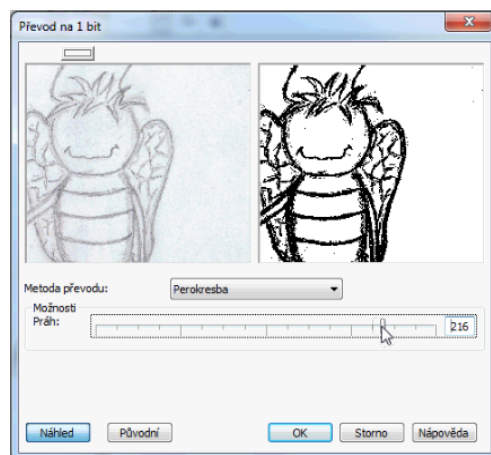 Převod na 1 bit
Metoda převodu: Perokresba
Možnosti
Práh: 216
Náhled Původní OK Storno Nápověda